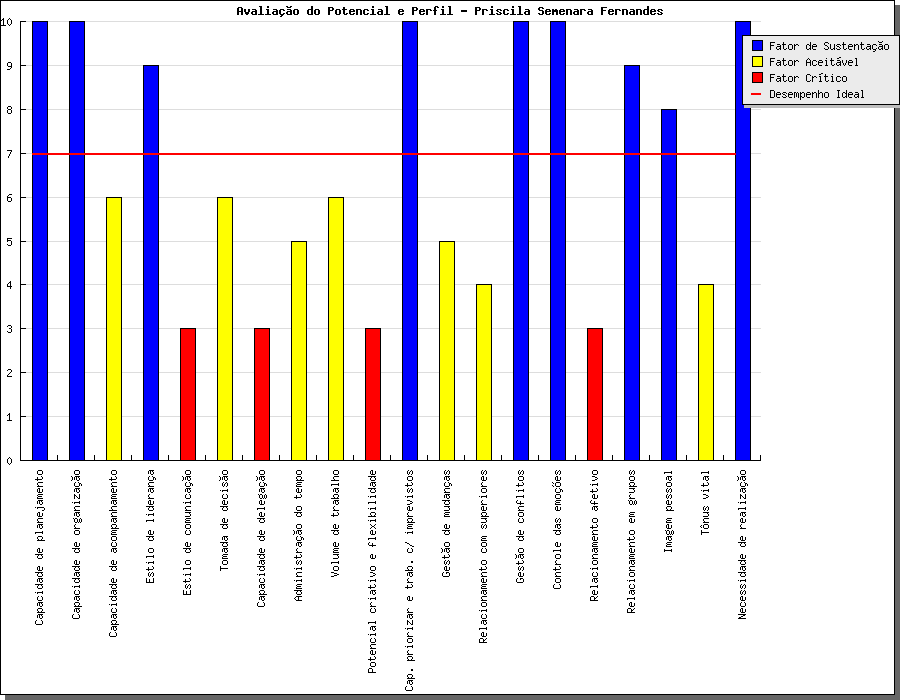 Avaliação do Potencial e Perfil - Priscila Semenara Fernandes
10
9
8
7
6
5
4
3
2
1
0
Fator de Sustentação
Fator Aceitável
Fator Crítico
Desempenho Ideal
Capacidade de planejamento
Capacidade de organização
Capacidade de acompanhamento
Estilo de liderança
Estilo de comunicação
Tomada de decisão
Capacidade de delegação
Administração do tempo
Volume de trabalho
Potencial criativo e flexibilidade
Cap. priorizar e trab. c/ imprevistos
Gestão de mudanças
Relacionamento com superiores
Gestão de conflitos
Controle das emoções
Relacionamento afetivo
Relacionamento em grupos
Imagem pessoal
Tônus vital
Necessidade de realização